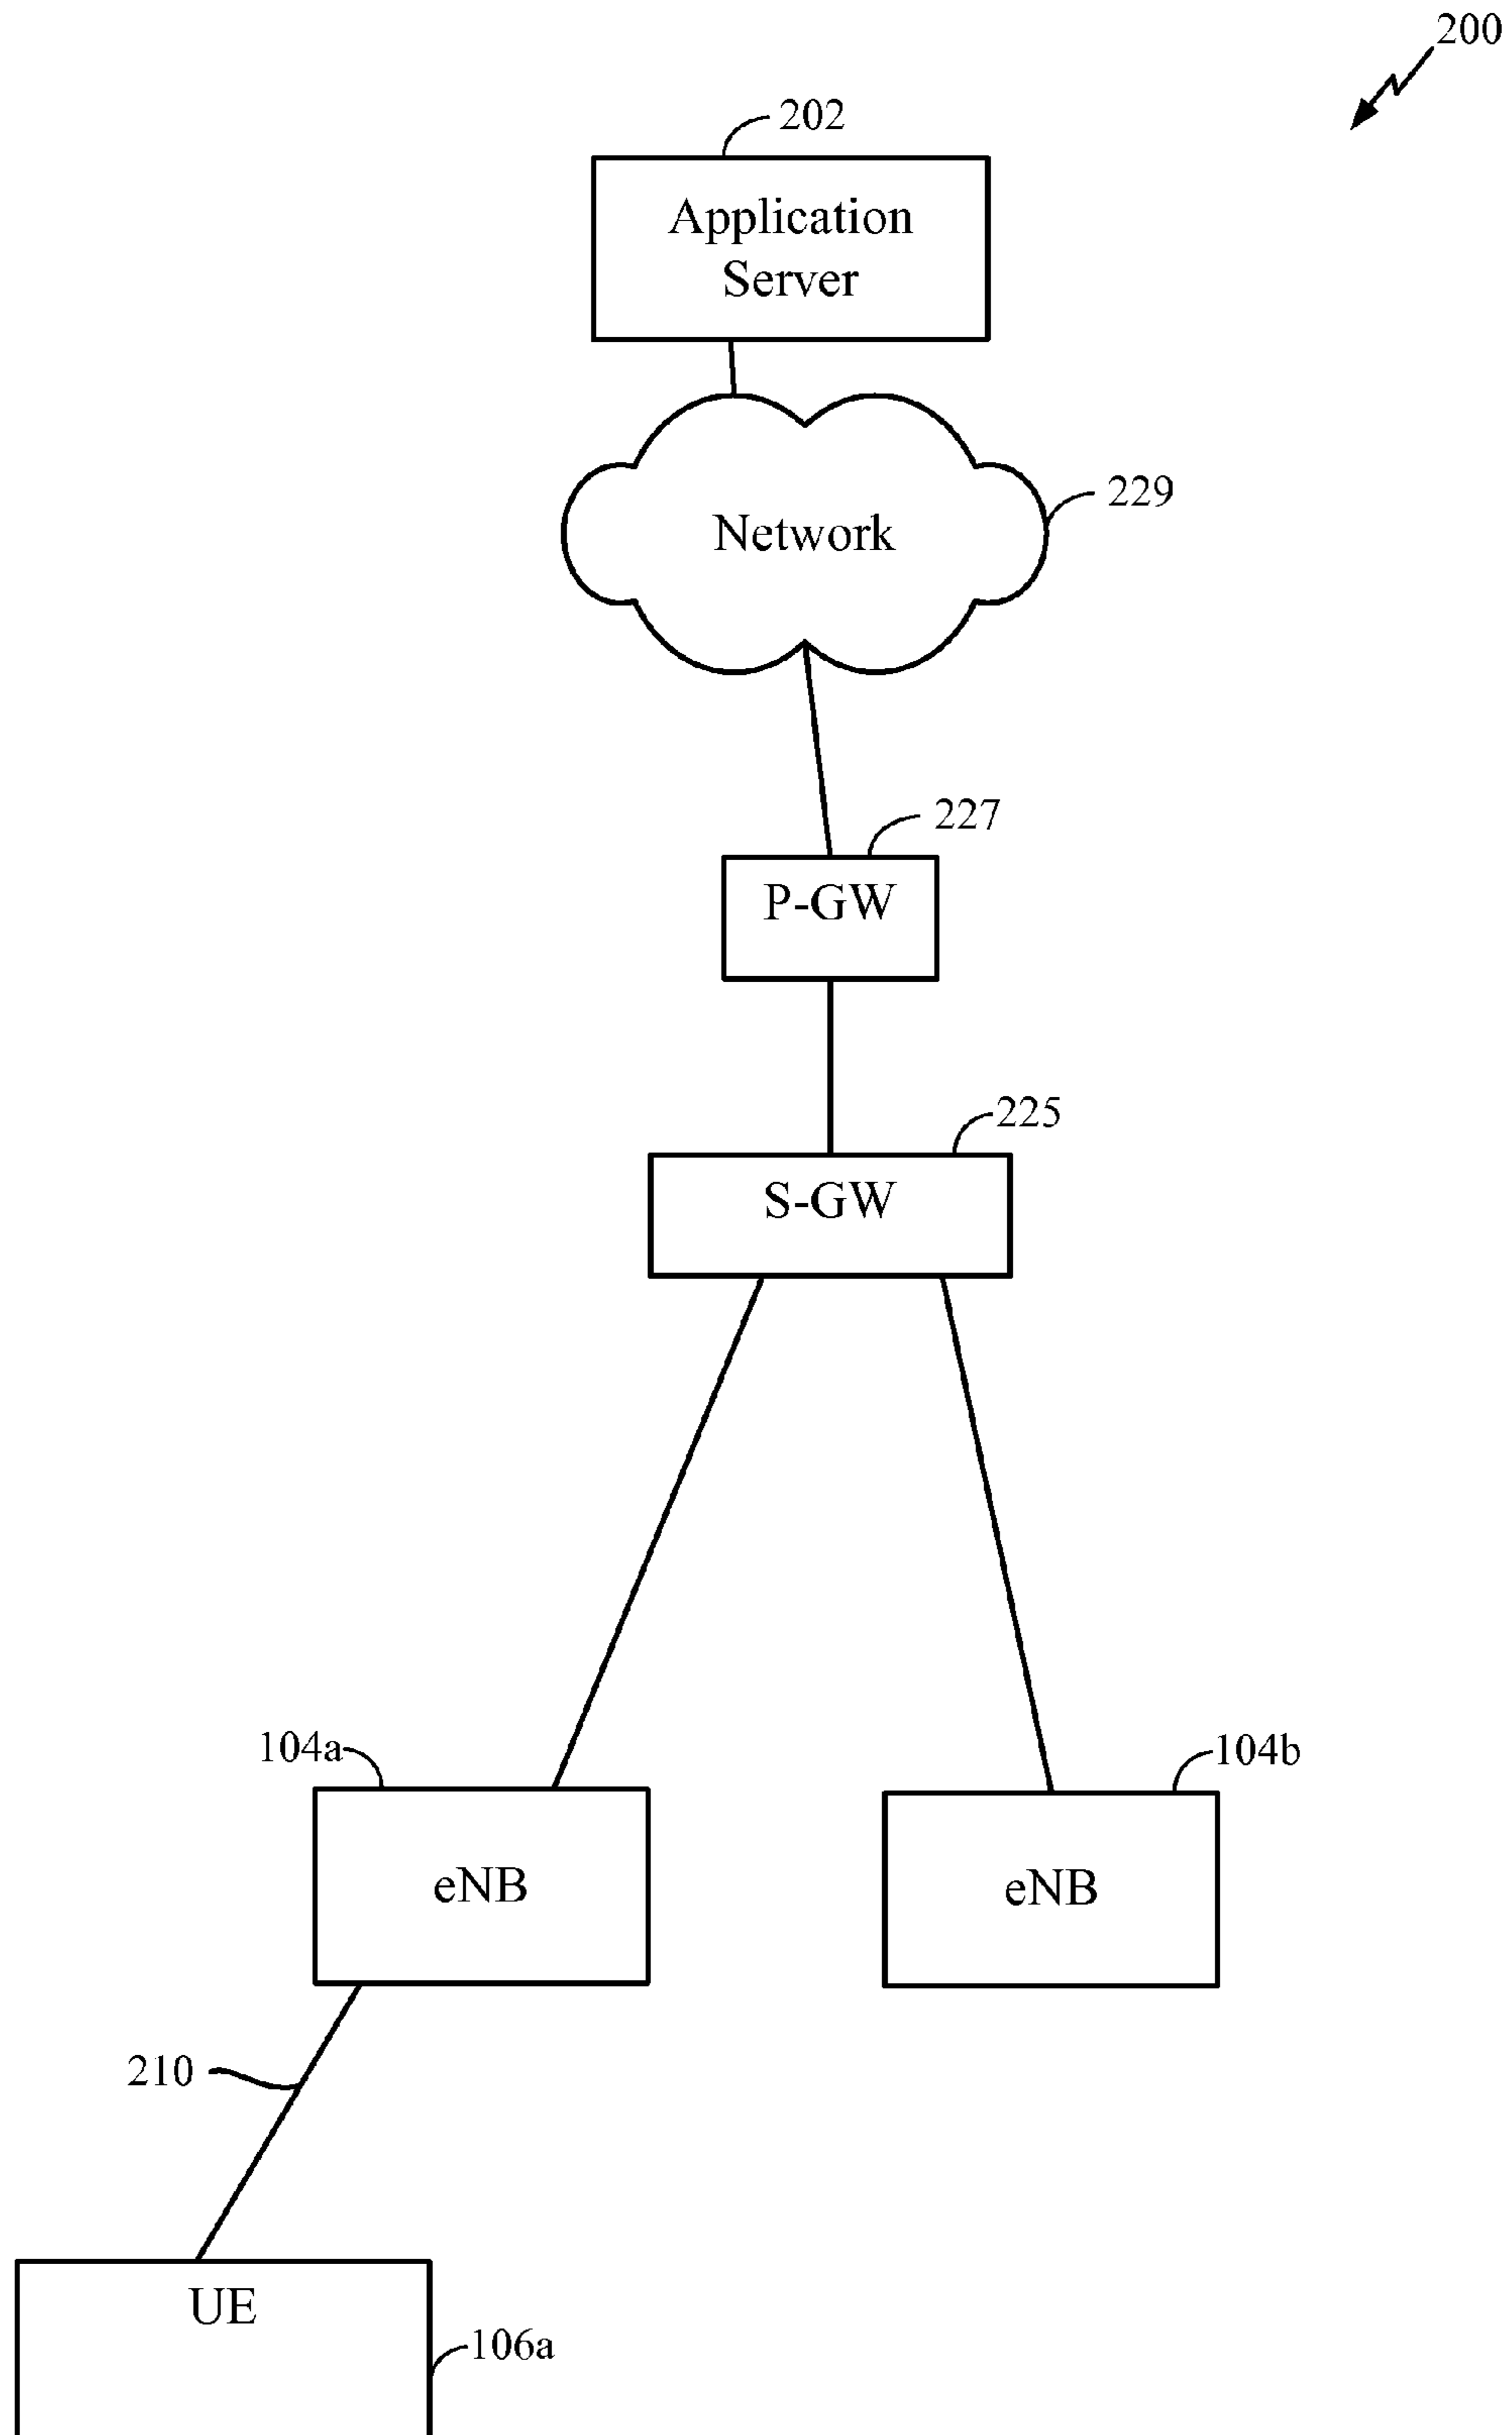 200
202
Application
Server
229
Network
227
P-GW
225
S-GW
104a
104b
eNB
eNB
210
UE
106a